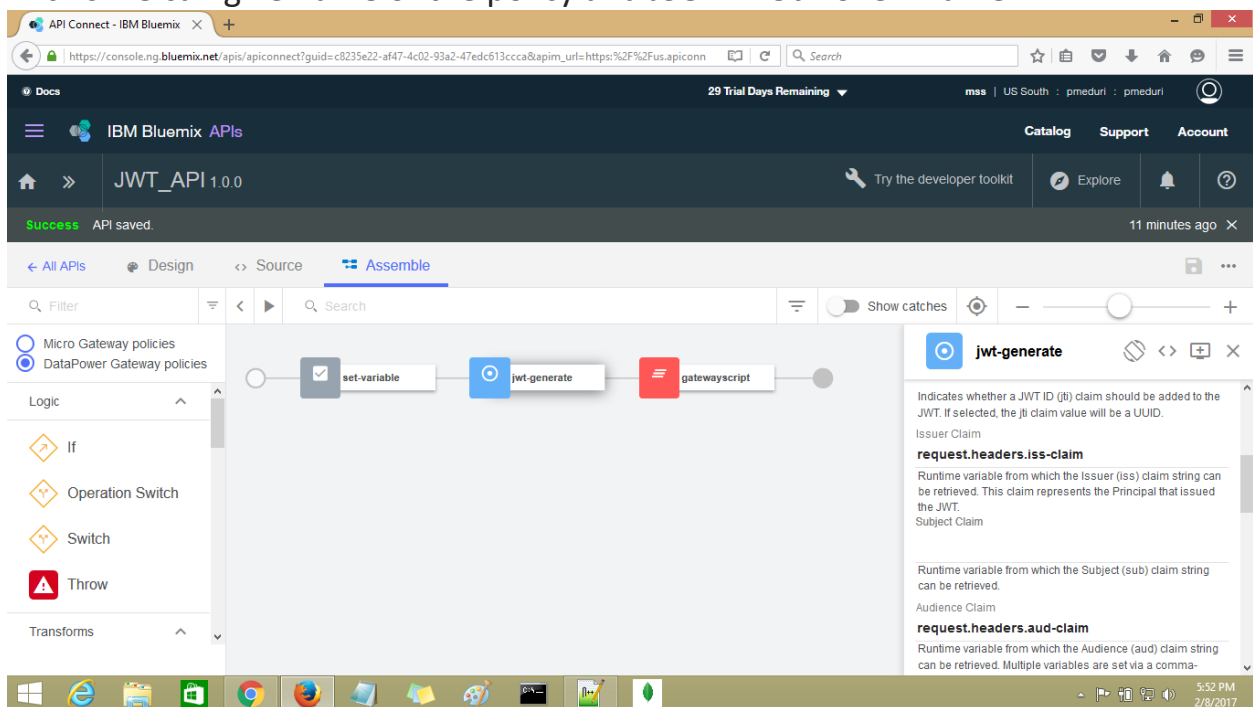 API Connect - IBM Bluemix
https://console.ng.bluemix.net/apis/apiconnect?guid=c8235e22-af47-4c02-93a2-47edc613ccca&apim_url=https:%2F%2Fus.apiconn
Search
Docs
29 Trial Days Remaining
mss | US South : pmeduri : pmeduri
IBM Bluemix APIs
Catalog Support Account
JWT_API 1.0.0
Try the developer toolkit
Explore
Success API saved.
11 minutes ago
← All APIs
Design
<> Source
Assemble
Filter
Search
Show catches
Micro Gateway policies
DataPower Gateway policies
Logic
If
Operation Switch
Switch
Throw
Transforms
set-variable
jwt-generate
gatewayscript
jwt-generate
Indicates whether a JWT ID (jti) claim should be added to the
JWT. If selected, the jti claim value will be a UUID.
Issuer Claim
request.headers.iss-claim
Runtime variable from which the Issuer (iss) claim string can
be retrieved. This claim represents the Principal that issued
the JWT.
Subject Claim
Runtime variable from which the Subject (sub) claim string
can be retrieved.
Audience Claim
request.headers.aud-claim
Runtime variable from which the Audience (aud) claim string
can be retrieved. Multiple variables are set via a comma-
5:52 PM
2/8/2017